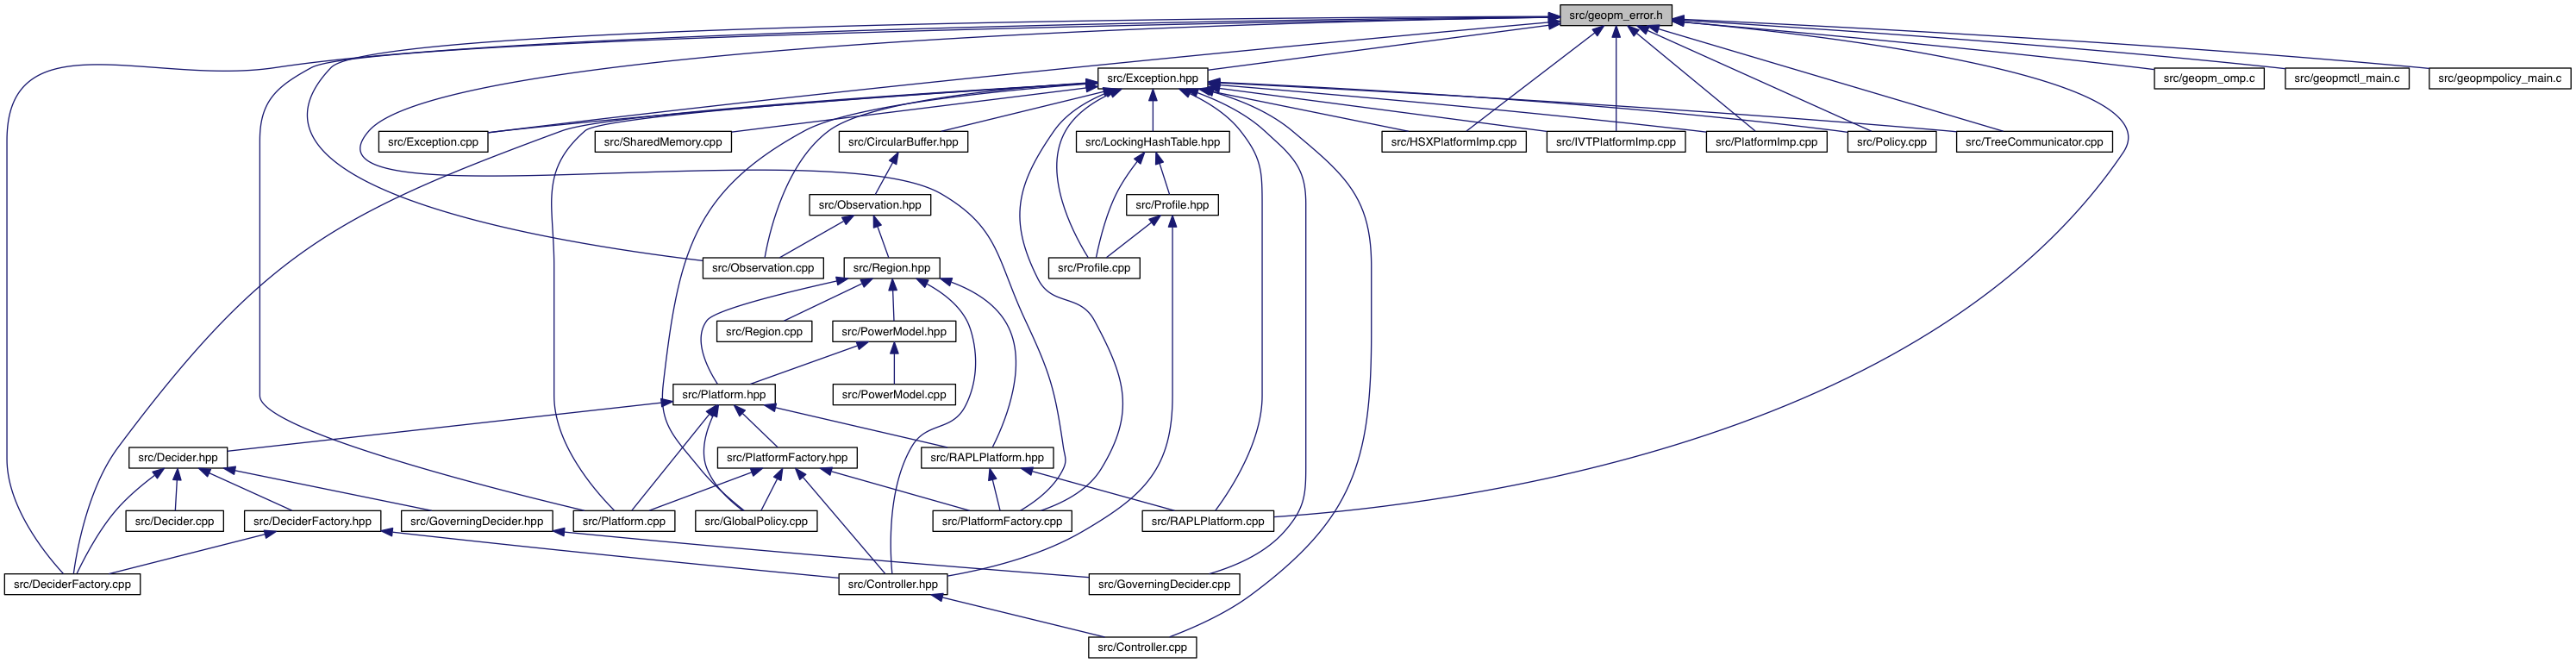 src/geopm_error.h
src/Exception.hpp
src/geopm_omp.c
src/geopmctl_main.c
src/geopmpolicy_main.c
src/Exception.cpp
src/SharedMemory.cpp
src/CircularBuffer.hpp
src/LockingHashTable.hpp
src/HSXPlatformImp.cpp
src/IVTPlatformImp.cpp
src/PlatformImp.cpp
src/Policy.cpp
src/TreeCommunicator.cpp
src/Observation.hpp
src/Profile.hpp
src/Observation.cpp
src/Region.hpp
src/Profile.cpp
src/Region.cpp
src/PowerModel.hpp
src/Platform.hpp
src/PowerModel.cpp
src/Decider.hpp
src/PlatformFactory.hpp
src/RAPLPlatform.hpp
src/Decider.cpp
src/DeciderFactory.hpp
src/GoverningDecider.hpp
src/Platform.cpp
src/GlobalPolicy.cpp
src/PlatformFactory.cpp
src/RAPLPlatform.cpp
src/DeciderFactory.cpp
src/Controller.hpp
src/GoverningDecider.cpp
src/Controller.cpp